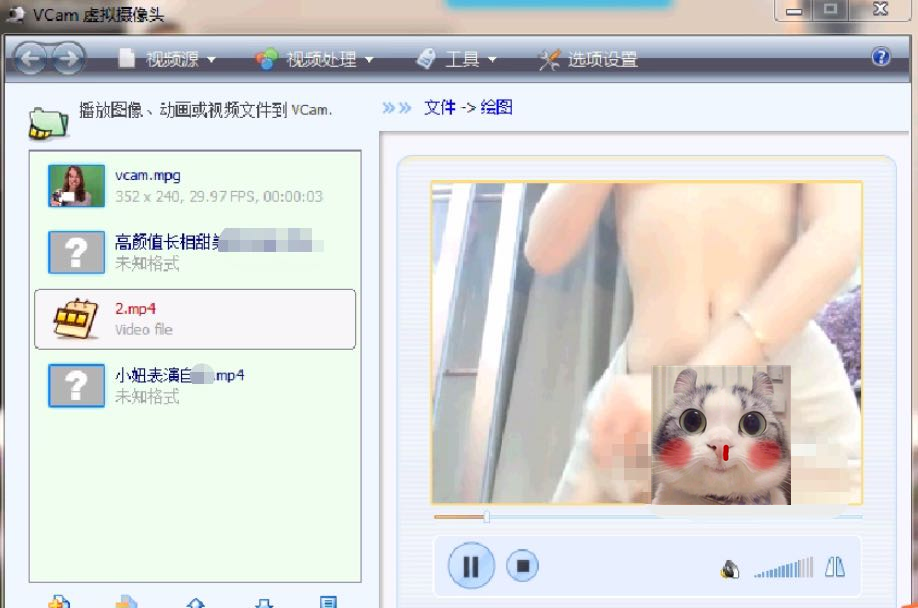 VCam 虚拟摄像头
视频源 视频处理 工具 选项设置
播放图像、动画或视频文件到 VCam.
文件 -> 绘图
vcam.mpg
352 x 240, 29.97 FPS, 00:00:03
高颜值长相甜美
未知格式
2.mp4
Video file
小妞表演自 .mp4
未知格式